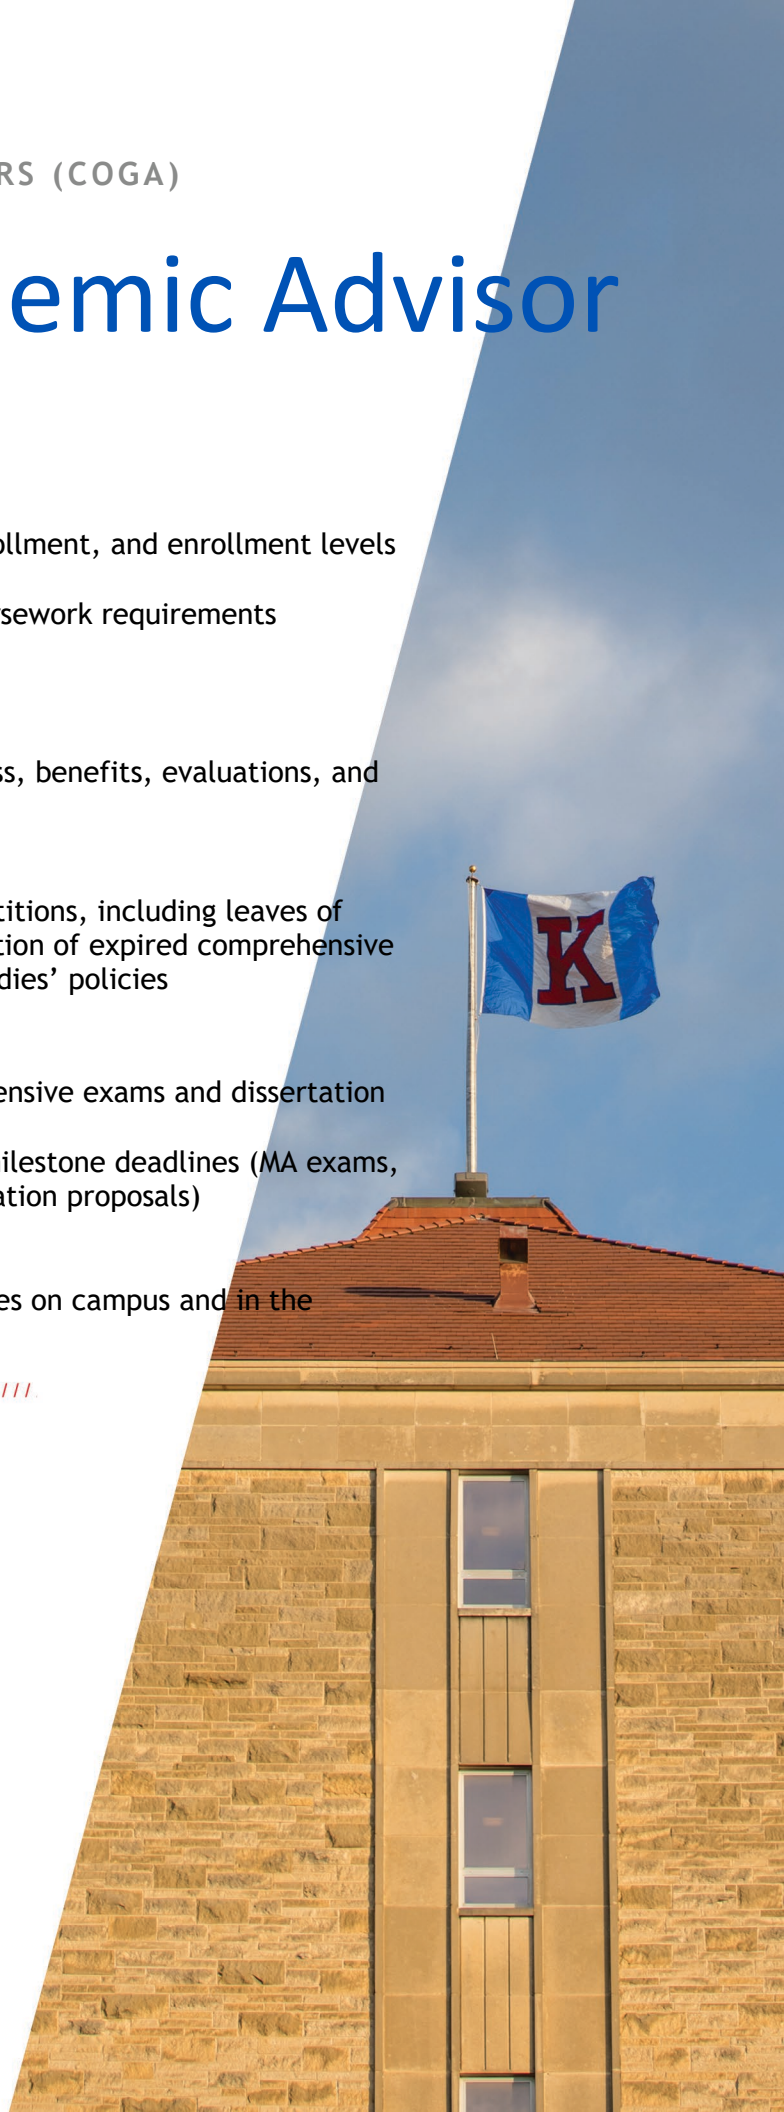 RS (COGA)
emic Advisor
ollment, and enrollment levels
sework requirements
ss, benefits, evaluations, and
titions, including leaves of
tion of expired comprehensive
dies’ policies
ensive exams and dissertation
ilestone deadlines (MA exams,
ation proposals)
es on campus and in the
///
K